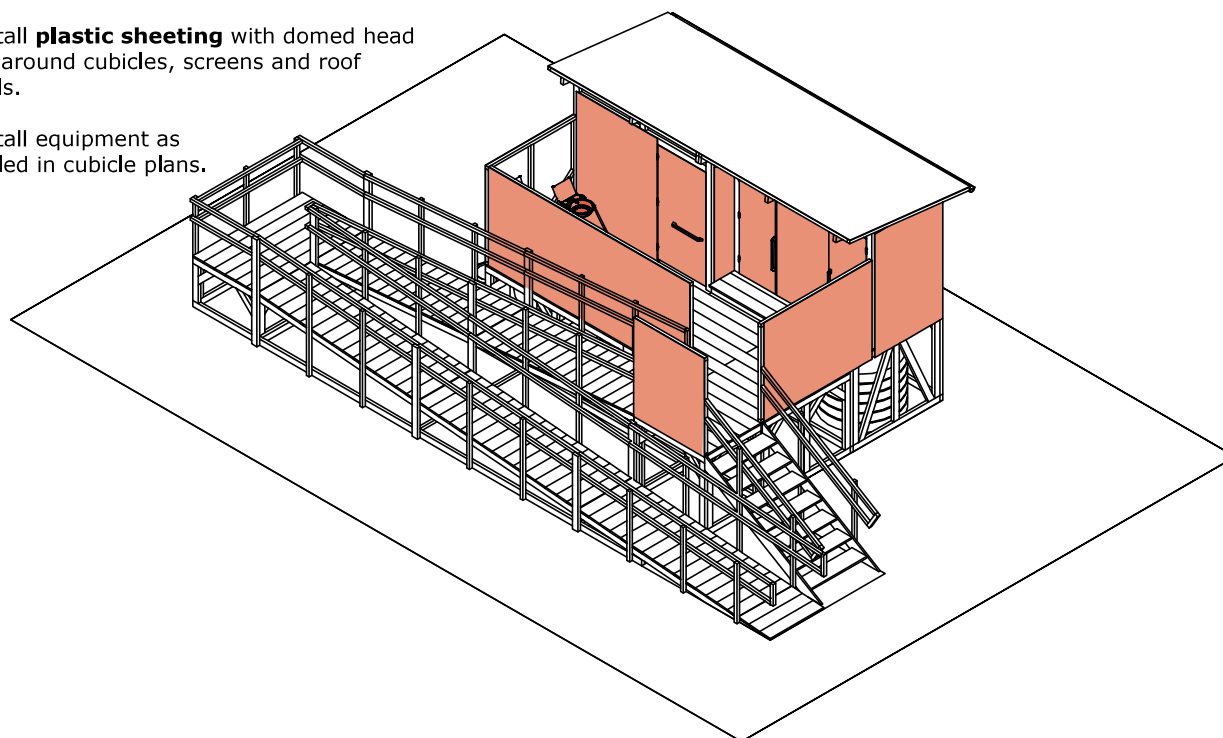 tall plastic sheeting with domed head
around cubicles, screens and roof
ls.
tall equipment as
led in cubicle plans.